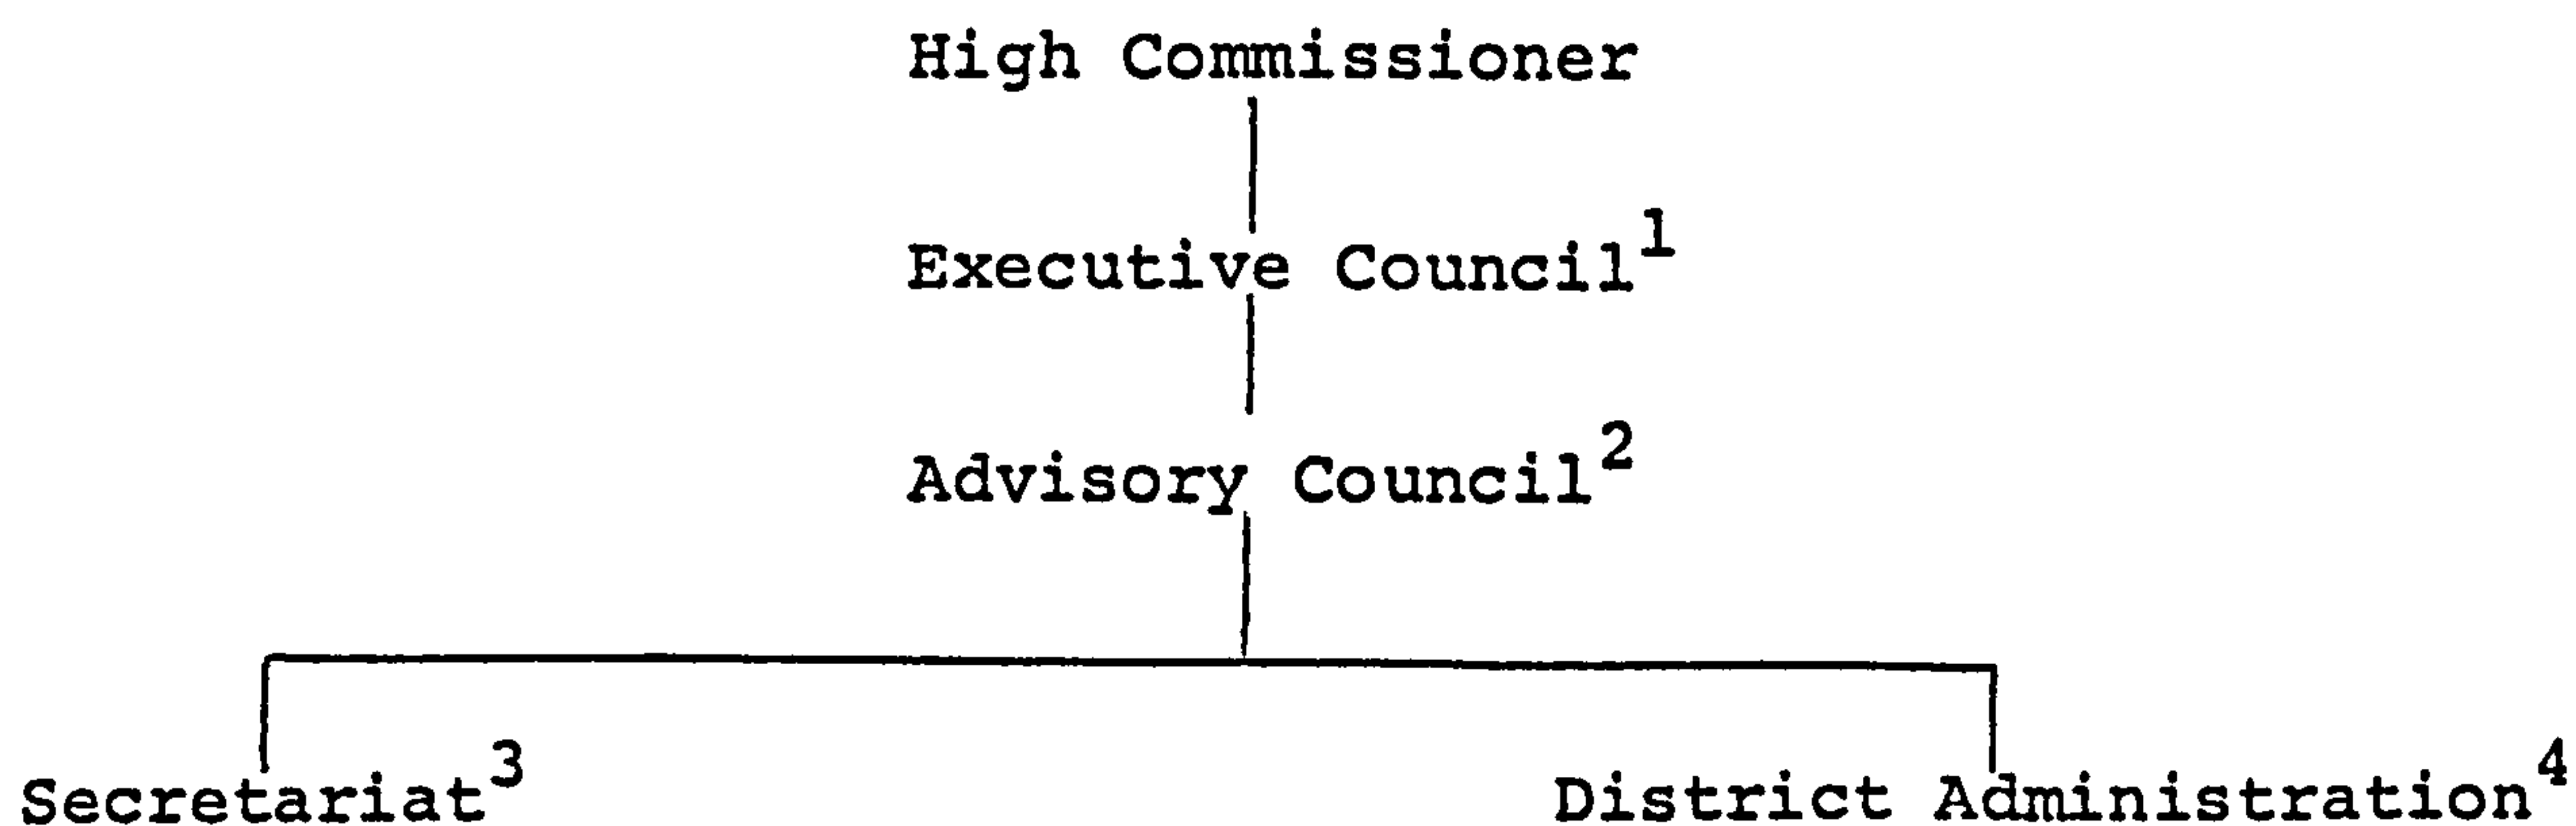 High Commissioner
Executive Council1
Advisory Council2
Secretariat3 District Administration4